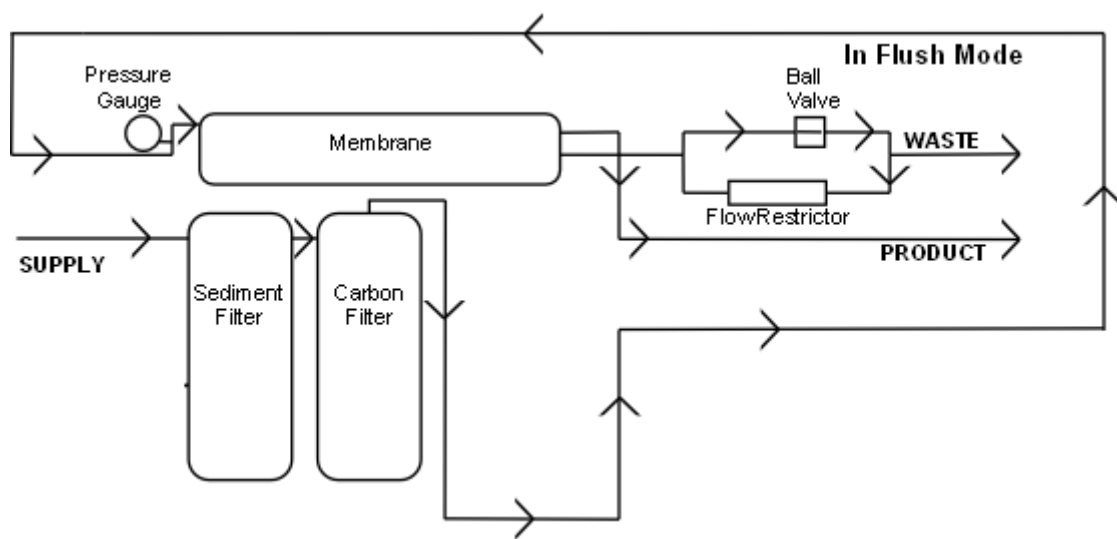 In Flush Mode
Pressure
Gauge
Ball
Valve
Membrane
WASTE
FlowRestrictor
SUPPLY
PRODUCT
Sediment
Filter
Carbon
Filter